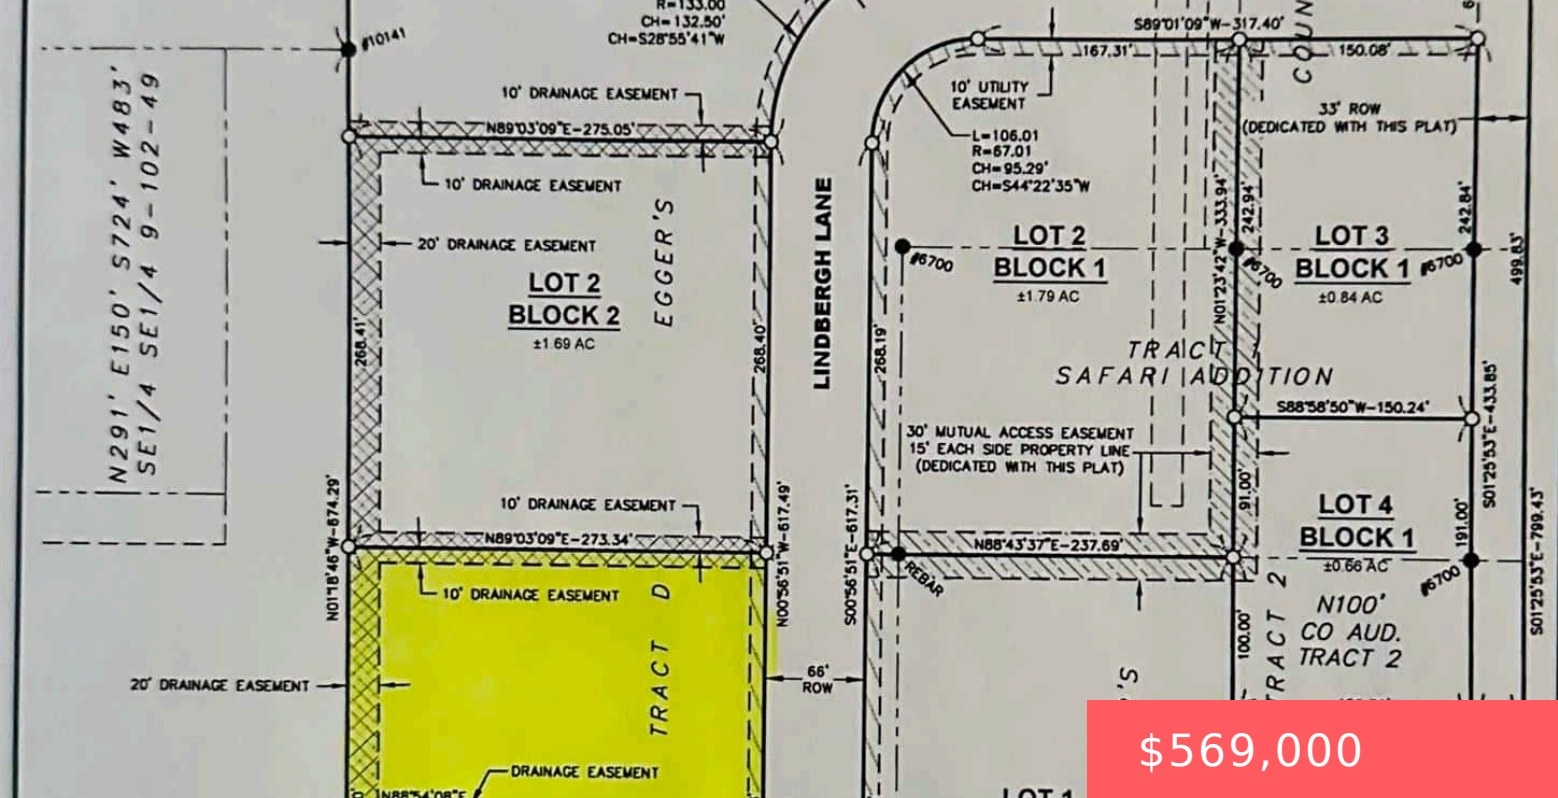 R=133.00
CH=132.50'
CH=S28°55'41"W
#10141
N291' E150' S724' W483'
SE1/4 SE1/4 9-102-49
10' DRAINAGE EASEMENT
N89°03'09"E-275.05'
10' DRAINAGE EASEMENT
20' DRAINAGE EASEMENT
LOT 2
BLOCK 2
±1.69 AC
EGGER'S
268.41'
268.40'
LINDBERGH LANE
268.19'
S89°01'09"W-317.40'
167.31'
150.08'
COUN
10' UTILITY
EASEMENT
L=106.01
R=67.01
CH=95.29'
CH=S44°22'35"W
33' ROW
(DEDICATED WITH THIS PLAT)
LOT 2
BLOCK 1
±1.79 AC
#6700
N01°23'42"W-333.94'
242.94'
#6700
LOT 3
BLOCK 1
±0.84 AC
242.84'
#6700
499.83'
TRACT
SAFARI ADDITION
S88°58'50"W-150.24'
30' MUTUAL ACCESS EASEMENT
15' EACH SIDE PROPERTY LINE
(DEDICATED WITH THIS PLAT)
91.00'
LOT 4
BLOCK 1
±0.66 AC
191.00'
#6700
S01°25'53"E-433.85'
S01°25'53"E-799.43'
10' DRAINAGE EASEMENT
N89°03'09"E-273.34'
10' DRAINAGE EASEMENT
N01°18'46"W-674.29'
N00°56'51"W-617.49'
S00°56'51"E-617.31'
N88°43'37"E-237.69'
REBAR
100.00'
TRACT 2
N100'
CO AUD.
TRACT 2
20' DRAINAGE EASEMENT
TRACT D
66'
ROW
'S
DRAINAGE EASEMENT
N88°54'08"E
LOT 1
$569,000